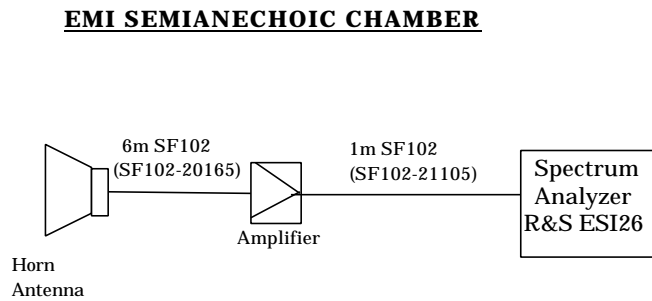 EMI SEMIANECHOIC CHAMBER
6m SF102
(SF102-20165)
1m SF102
(SF102-21105)
Spectrum
Analyzer
R&S ESI26
Amplifier
Horn
Antenna